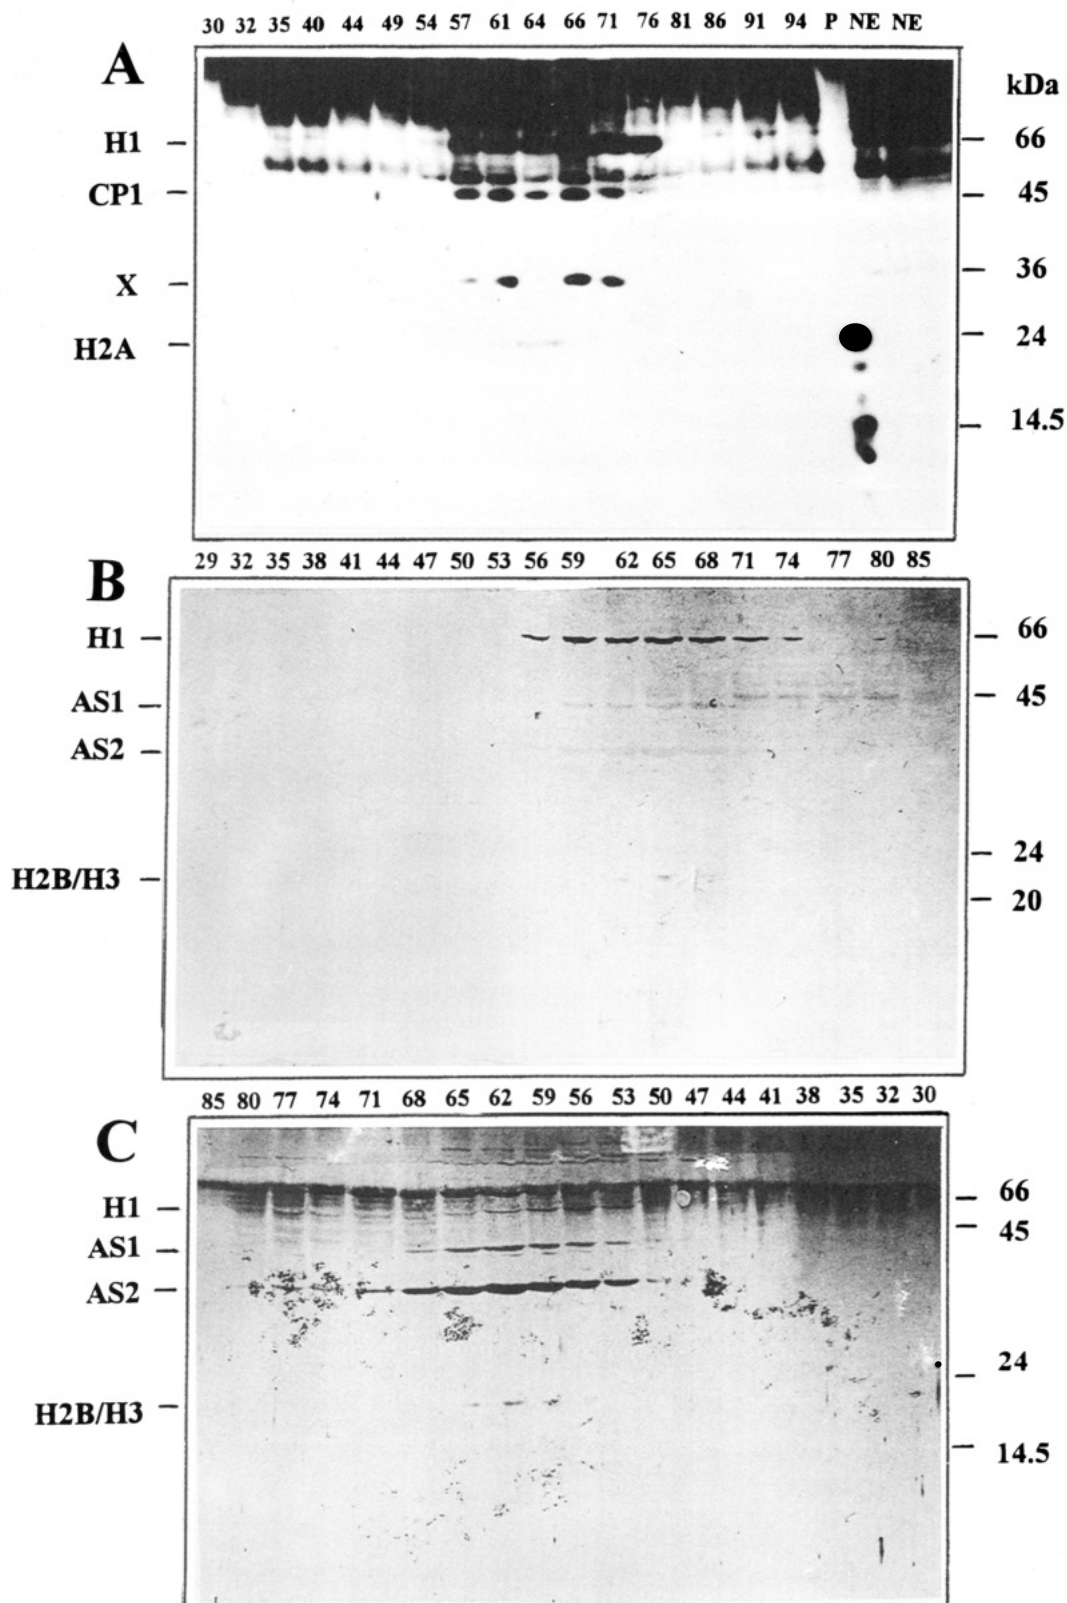 30 32 35 40 44 49 54 57 61 64 66 71 76 81 86 91 94 P NE NE
A
kDa
H1 66
CP1 45
X 36
H2A 24
14.5
29 32 35 38 41 44 47 50 53 56 59 62 65 68 71 74 77 80 85
B
H1 66
AS1 45
AS2
24
H2B/H3
20
85 80 77 74 71 68 65 62 59 56 53 50 47 44 41 38 35 32 30
C
H1 66
45
AS1
AS2
24
H2B/H3
14.5